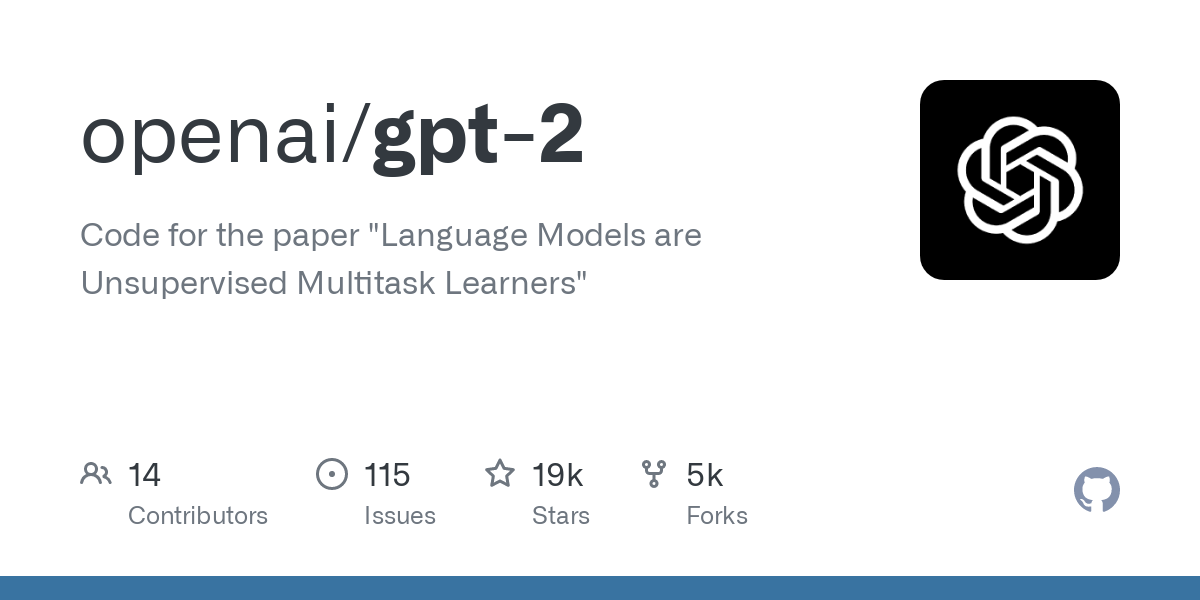 openai/gpt-2
Code for the paper "Language Models are
Unsupervised Multitask Learners"
14 115 19k 5k
Contributors Issues Stars Forks